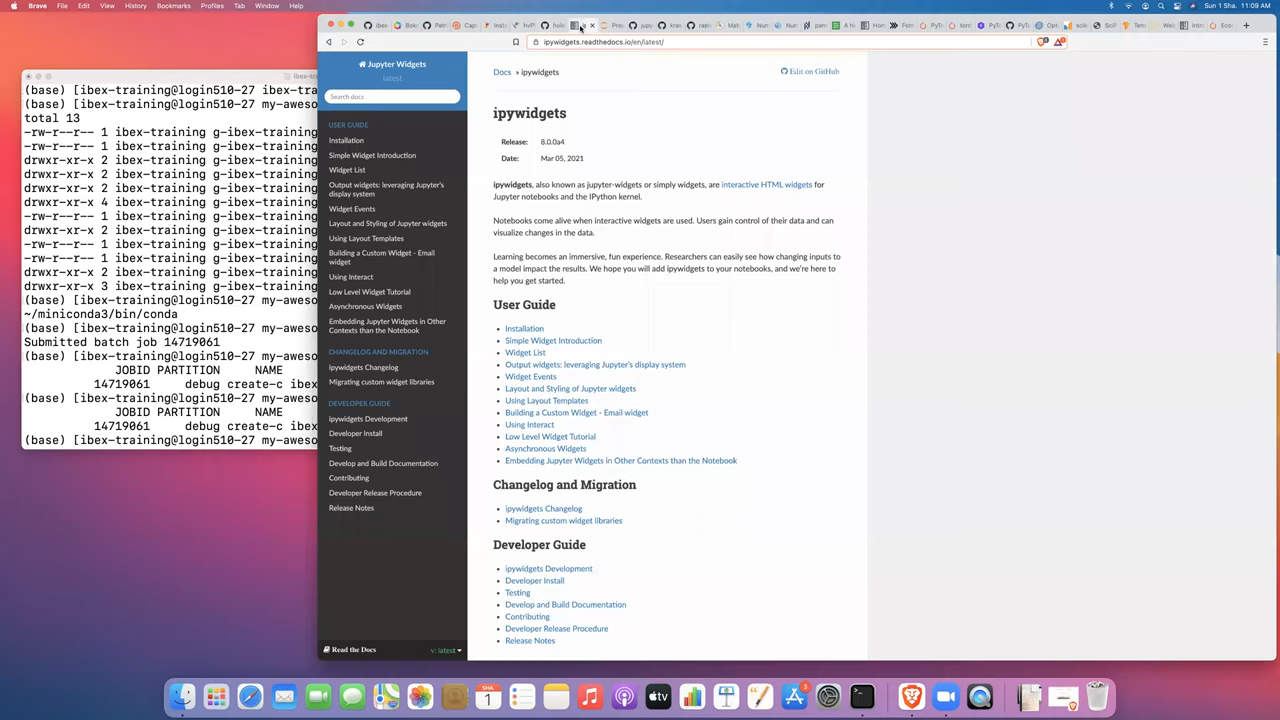 Brave File Edit View History Bookmarks Profiles Tab Window Help
Sun 1 Sha. 11:09 AM
ipywidgets.readthedocs.io/en/latest/
(base) [ibex-training@login510-27 ibex-tra
(base) [ibex-training@login510-27 my-aweso
total 13
-rw-r--r-- 1 ibex-training g-ibex-training
-rw-r--r-- 1 ibex-training g-ibex-training
drwxr-xr-x 2 ibex-training g-ibex-training
drwxr-xr-x 2 ibex-training g-ibex-training
drwxr-xr-x 2 ibex-training g-ibex-training
drwxr-xr-x 4 ibex-training g-ibex-training
-rw-r--r-- 1 ibex-training g-ibex-training
drwxr-xr-x 2 ibex-training g-ibex-training
-rw-r--r-- 1 ibex-training g-ibex-training
-rw-r--r-- 1 ibex-training g-ibex-training
drwxr-xr-x 2 ibex-training g-ibex-training
drwxr-xr-x 3 ibex-training g-ibex-training
(base) [ibex-training@login510-27 my-aweso
~/miniconda3/bin/conda
(base) [ibex-training@login510-27 my-aweso
Submitted batch job 14719061
(base) [ibex-training@login510-27 my-aweso
JOBID PARTITION NAME
14719061 debug create-c ibex
(base) [ibex-training@login510-27 my-aweso
JOBID PARTITION NAME
14719061 debug create-c ibex
(base) [ibex-training@login510-27 my-aweso
Jupyter Widgets
latest
Search docs
USER GUIDE
Installation
Simple Widget Introduction
Widget List
Output widgets: leveraging Jupyter's
display system
Widget Events
Layout and Styling of Jupyter widgets
Using Layout Templates
Building a Custom Widget - Email
widget
Using Interact
Low Level Widget Tutorial
Asynchronous Widgets
Embedding Jupyter Widgets in Other
Contexts than the Notebook
CHANGELOG AND MIGRATION
ipywidgets Changelog
Migrating custom widget libraries
DEVELOPER GUIDE
Ipywidgets Development
Developer Install
Testing
Develop and Build Documentation
Contributing
Developer Release Procedure
Release Notes
Read the Docs v: latest
Docs » ipywidgets
Edit on GitHub
ipywidgets
Release: 8.0.0a4
Date: Mar 05, 2021
ipywidgets, also known as jupyter-widgets or simply widgets, are interactive HTML widgets for
Jupyter notebooks and the IPython kernel.
Notebooks come alive when interactive widgets are used. Users gain control of their data and can
visualize changes in the data.
Learning becomes an immersive, fun experience. Researchers can easily see how changing inputs
to a model impact the results. We hope you will add ipywidgets to your notebooks, and we're here to
help you get started.
User Guide
Installation
Simple Widget Introduction
Widget List
Output widgets: leveraging Jupyter's display system
Widget Events
Layout and Styling of Jupyter widgets
Using Layout Templates
Building a Custom Widget - Email widget
Using Interact
Low Level Widget Tutorial
Asynchronous Widgets
Embedding Jupyter Widgets in Other Contexts than the Notebook
Changelog and Migration
ipywidgets Changelog
Migrating custom widget libraries
Developer Guide
ipywidgets Development
Developer Install
Testing
Develop and Build Documentation
Contributing
Developer Release Procedure
Release Notes